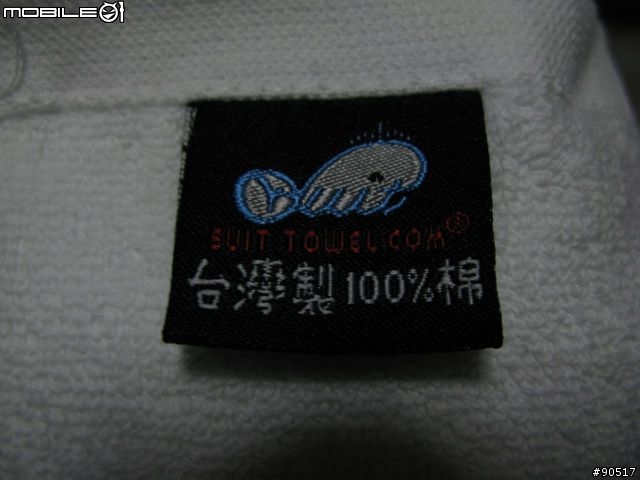 MOBILE01
SUIT TOWEL.COM®
台灣製100%棉
#90517